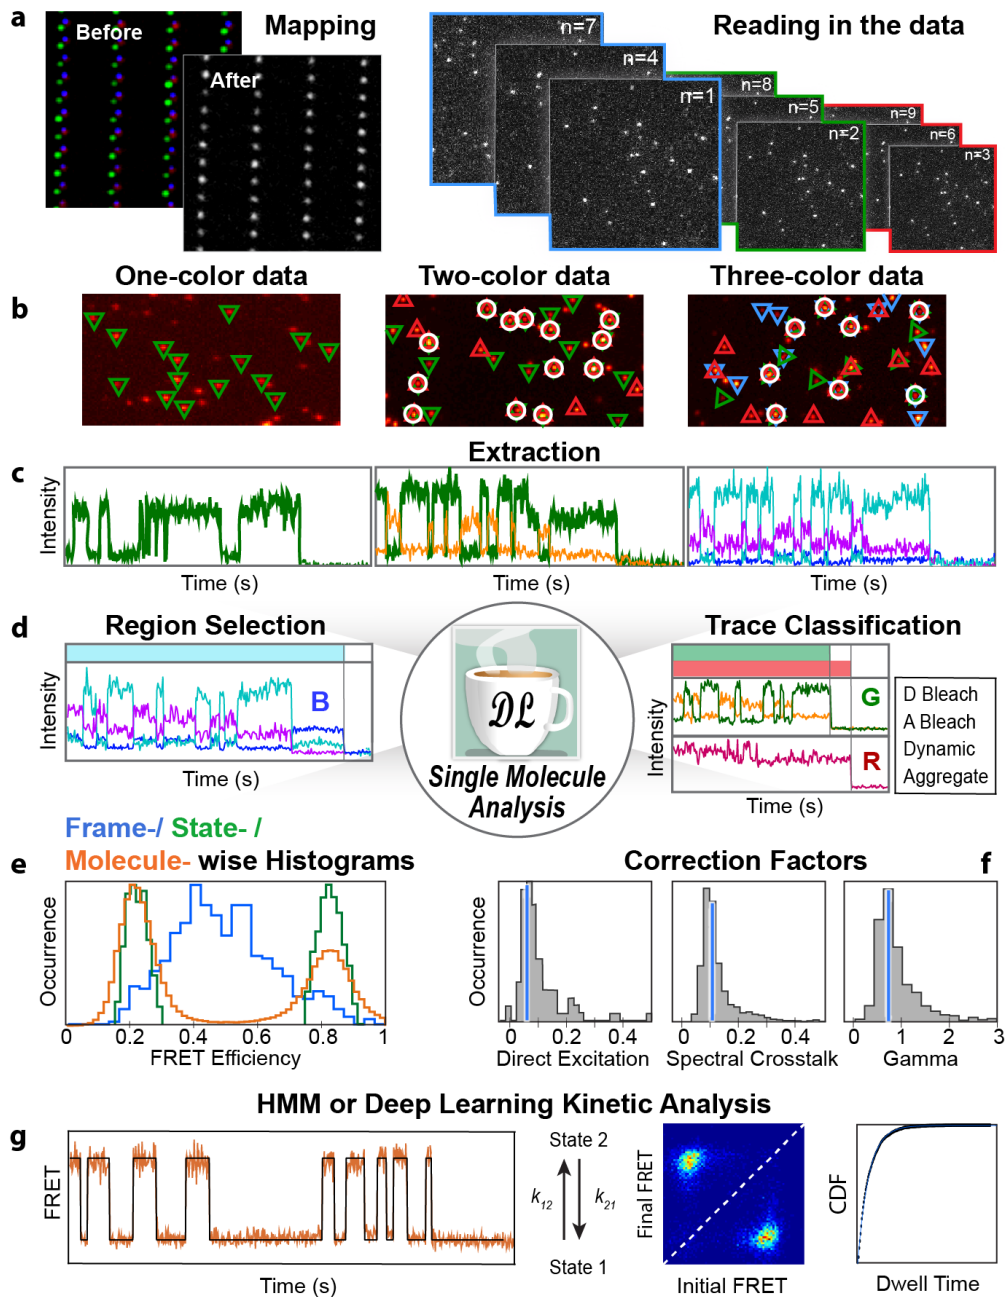 a
Before
Mapping
After
Reading in the data
n=7
n=4
n=1
n=8
n=5
n=2
n=9
n=6
n=3
One-color data
Two-color data
Three-color data
b
Extraction
c
Intensity
Time (s)
Time (s)
Time (s)
d
Region Selection
Intensity
B
Time (s)
DL
Single Molecule
Analysis
Trace Classification
Intensity
G
R
Time (s)
D Bleach
A Bleach
Dynamic
Aggregate
Frame-/ State- /
Molecule- wise Histograms
e
Occurrence
0 0.2 0.4 0.6 0.8 1
FRET Efficiency
Correction Factors
f
Occurrence
0 0.2 0.4
Direct Excitation
0 0.2 0.4
Spectral Crosstalk
0 1 2 3
Gamma
HMM or Deep Learning Kinetic Analysis
g
FRET
Time (s)
State 2
k12
k21
State 1
Final FRET
Initial FRET
CDF
Dwell Time